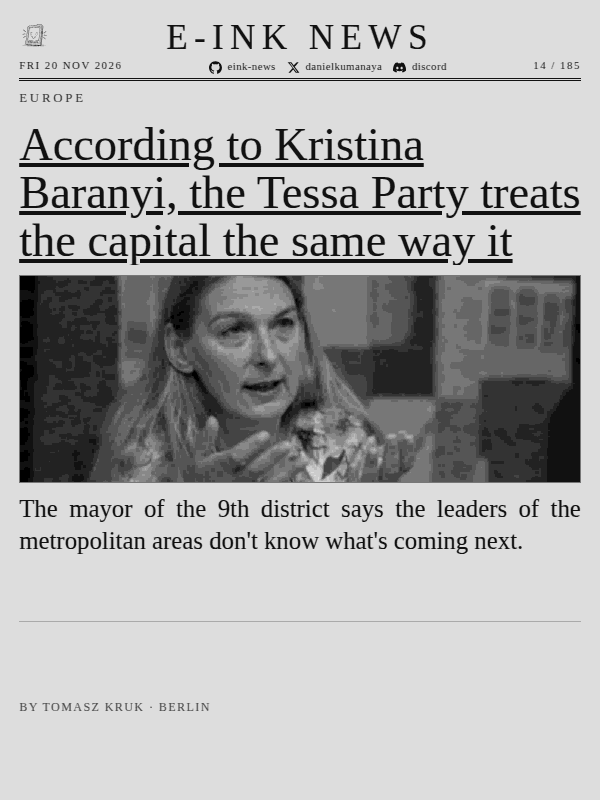 E-INK NEWS
FRI 20 NOV 2026
eink-news
danielkumanaya
discord
14 / 185
EUROPE
According to Kristina
Baranyi, the Tessa Party treats
the capital the same way it
The mayor of the 9th district says the leaders of the
metropolitan areas don't know what's coming next.
BY TOMASZ KRUK · BERLIN